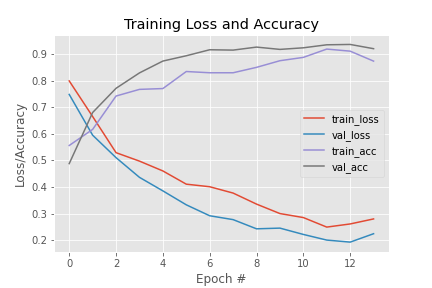 Training Loss and Accuracy
Loss/Accuracy
0.9
0.8
0.7
0.6
0.5
0.4
0.3
0.2
train_loss
val_loss
train_acc
val_acc
0 2 4 6 8 10 12
Epoch #